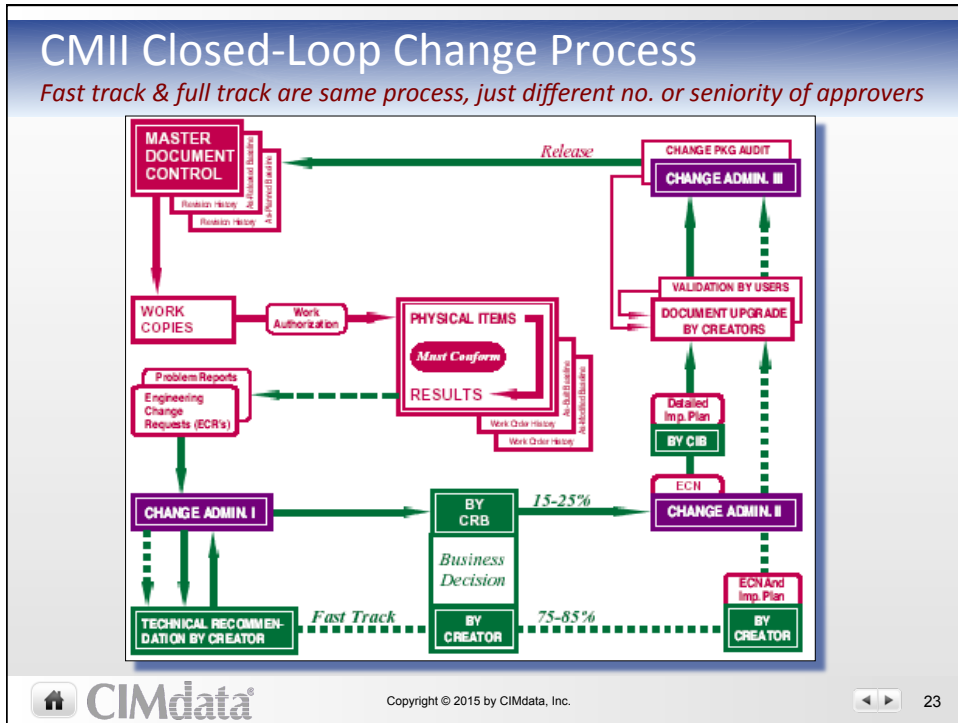 CMII Closed-Loop Change Process
Fast track & full track are same process, just different no. or seniority of approvers
MASTER
DOCUMENT
CONTROL
As-Released Baseline
As-Planned Baseline
Revision History
Revision History
Release
CHANGE PKG AUDIT
CHANGE ADMIN. III
WORK
COPIES
Work
Authorization
PHYSICAL ITEMS
Must Conform
RESULTS
As-Built Baseline
As-Modified Baseline
Work Order History
Work Order History
VALIDATION BY USERS
DOCUMENT UPGRADE
BY CREATORS
Problem Reports
Engineering
Change
Requests (ECR's)
Detailed
Imp. Plan
BY CIB
ECN
CHANGE ADMIN. I
BY
CRB
15-25%
CHANGE ADMIN. II
Business
Decision
ECN And
Imp. Plan
TECHNICAL RECOMMEN-
DATION BY CREATOR
Fast Track
BY
CREATOR
75-85%
BY
CREATOR
CIMdata®
Copyright © 2015 by CIMdata, Inc.
23